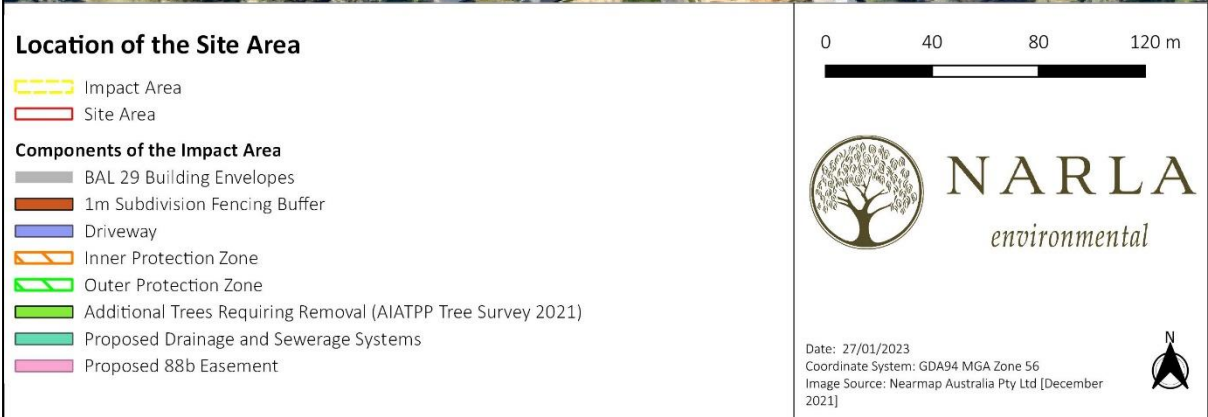 Location of the Site Area
Impact Area
Site Area
Components of the Impact Area
BAL 29 Building Envelopes
1m Subdivision Fencing Buffer
Driveway
Inner Protection Zone
Outer Protection Zone
Additional Trees Requiring Removal (AIATPP Tree Survey 2021)
Proposed Drainage and Sewerage Systems
Proposed 88b Easement
0 40 80 120 m
NARLA
environmental
Date: 27/01/2023
Coordinate System: GDA94 MGA Zone 56
Image Source: Nearmap Australia Pty Ltd [December
2021]
N